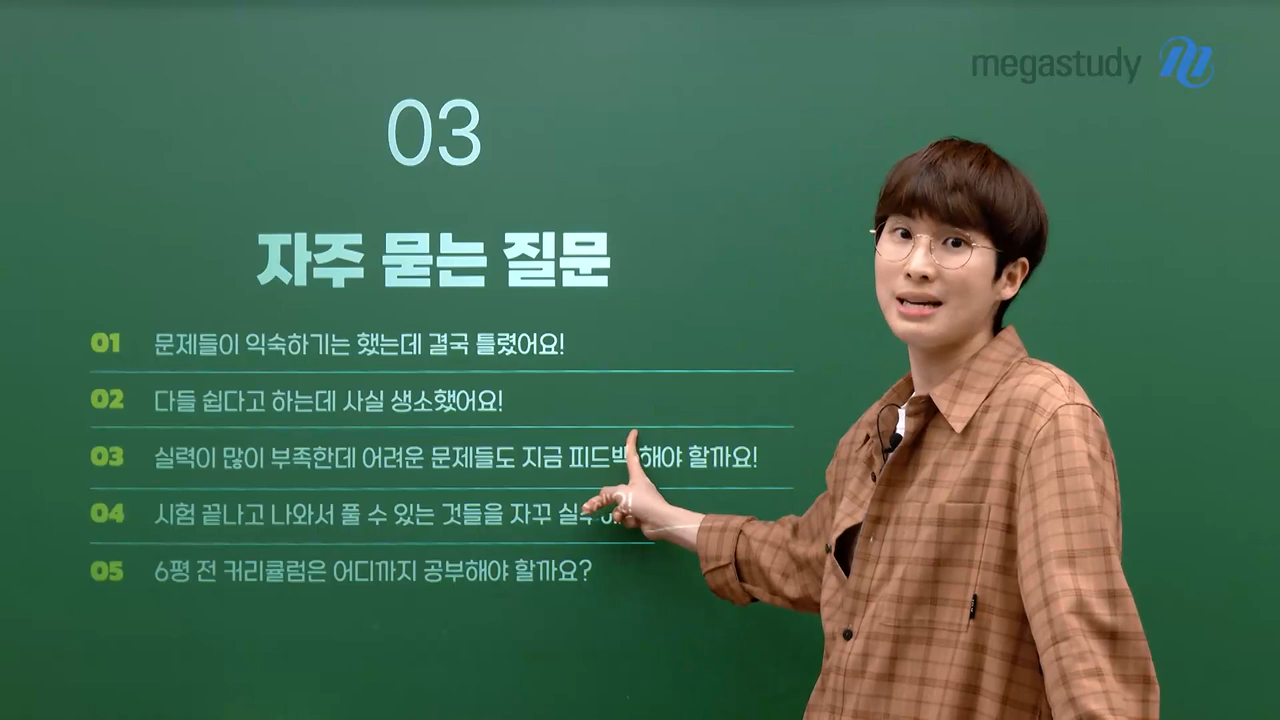 megastudy
03
자주 묻는 질문
01 문제들이 익숙하기는 했는데 결국 틀렸어요!
02 다들 쉽다고 하는데 사실 생소했어요!
03 실력이 많이 부족한데 어려운 문제들도 지금 피드백해야 할까요!
04 시험 끝나고 나와서 풀 수 있는 것들을 자꾸
05 6평 전 커리큘럼은 어디까지 공부해야 할까요?